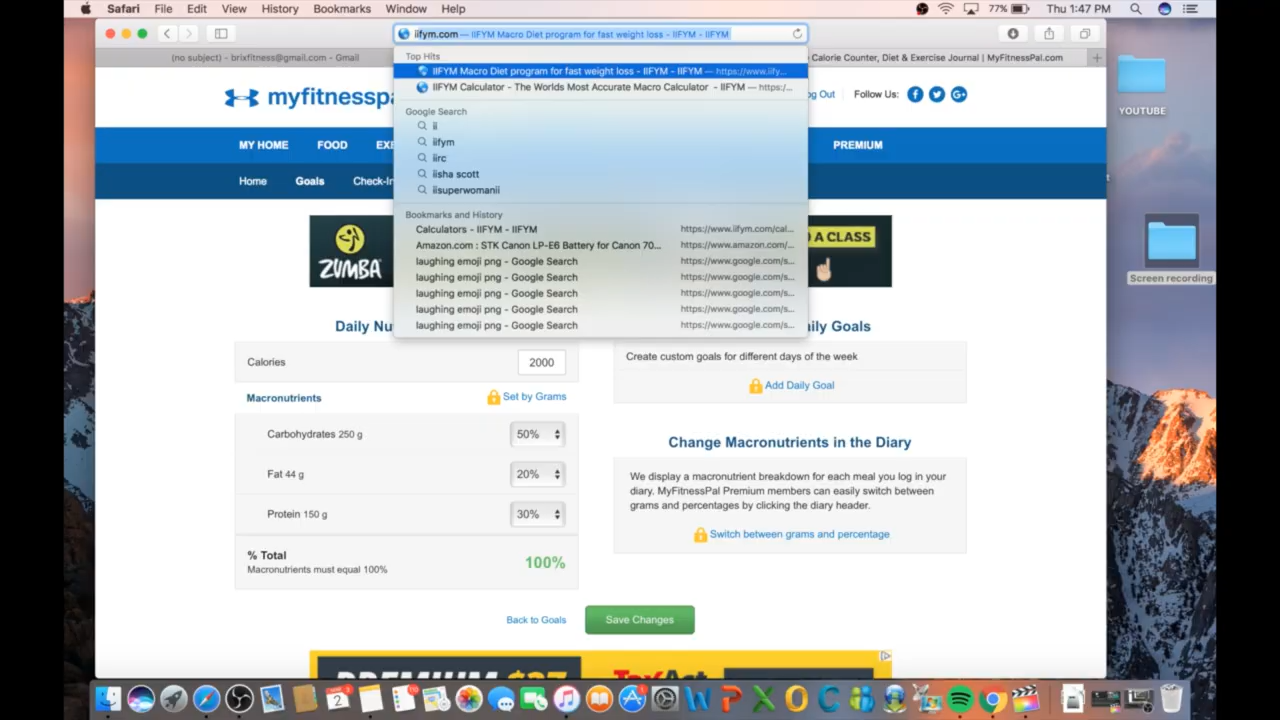 Safari File Edit View History Bookmarks Window Help 77% Thu 1:47 PM
iifym.com — IIFYM Macro Diet program for fast weight loss - IIFYM - IIFYM
(no subject) - brixfitness@gmail.com - Gmail
Calorie Counter, Diet & Exercise Journal | MyFitnessPal.com
Top Hits
IIFYM Macro Diet program for fast weight loss - IIFYM - IIFYM — https://www.iify...
IIFYM Calculator - The Worlds Most Accurate Macro Calculator - IIFYM — https:/...
Google Search
ii
iifym
iirc
iisha scott
iisuperwomanii
Bookmarks and History
Calculators - IIFYM - IIFYM https://www.iifym.com/cal...
Amazon.com : STK Canon LP-E6 Battery for Canon 70... https://www.amazon.com/...
laughing emoji png - Google Search https://www.google.com/s...
laughing emoji png - Google Search https://www.google.com/s...
laughing emoji png - Google Search https://www.google.com/s...
laughing emoji png - Google Search https://www.google.com/s...
laughing emoji png - Google Search https://www.google.com/s...
myfitnesspa
og Out Follow Us:
MY HOME FOOD EXE PREMIUM
Home Goals Check-In
ZUMBA
A CLASS
YOUTUBE
Screen recording
Daily Nu
Calories 2000
Macronutrients Set by Grams
Carbohydrates 250 g 50%
Fat 44 g 20%
Protein 150 g 30%
% Total
Macronutrients must equal 100%
100%
ily Goals
Create custom goals for different days of the week
Add Daily Goal
Change Macronutrients in the Diary
We display a macronutrient breakdown for each meal you log in your
diary. MyFitnessPal Premium members can easily switch between
grams and percentages by clicking the diary header.
Switch between grams and percentage
Back to Goals Save Changes
PREMIUM $37
TaxAct